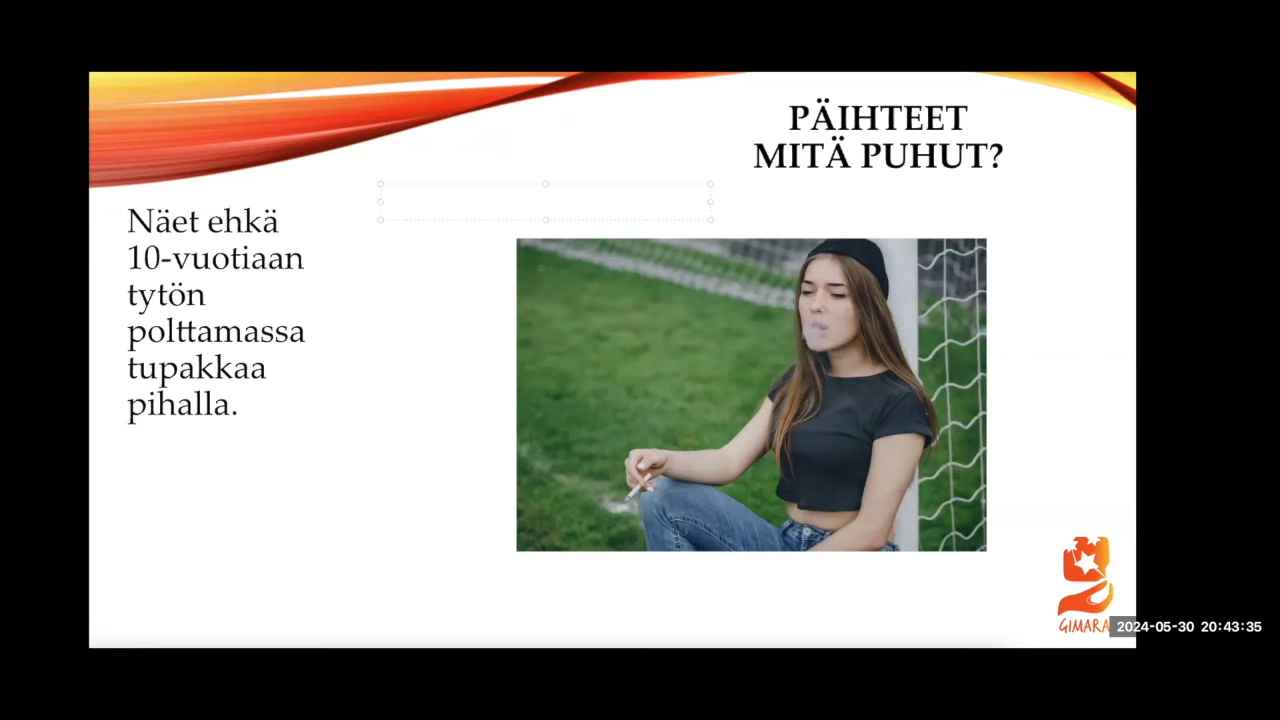 PÄIHTEET
MITÄ PUHUT?
Näet ehkä
10-vuotiaan
tytön
polttamassa
tupakkaa
pihalla.
GIMARA
2024-05-30 20:43:35